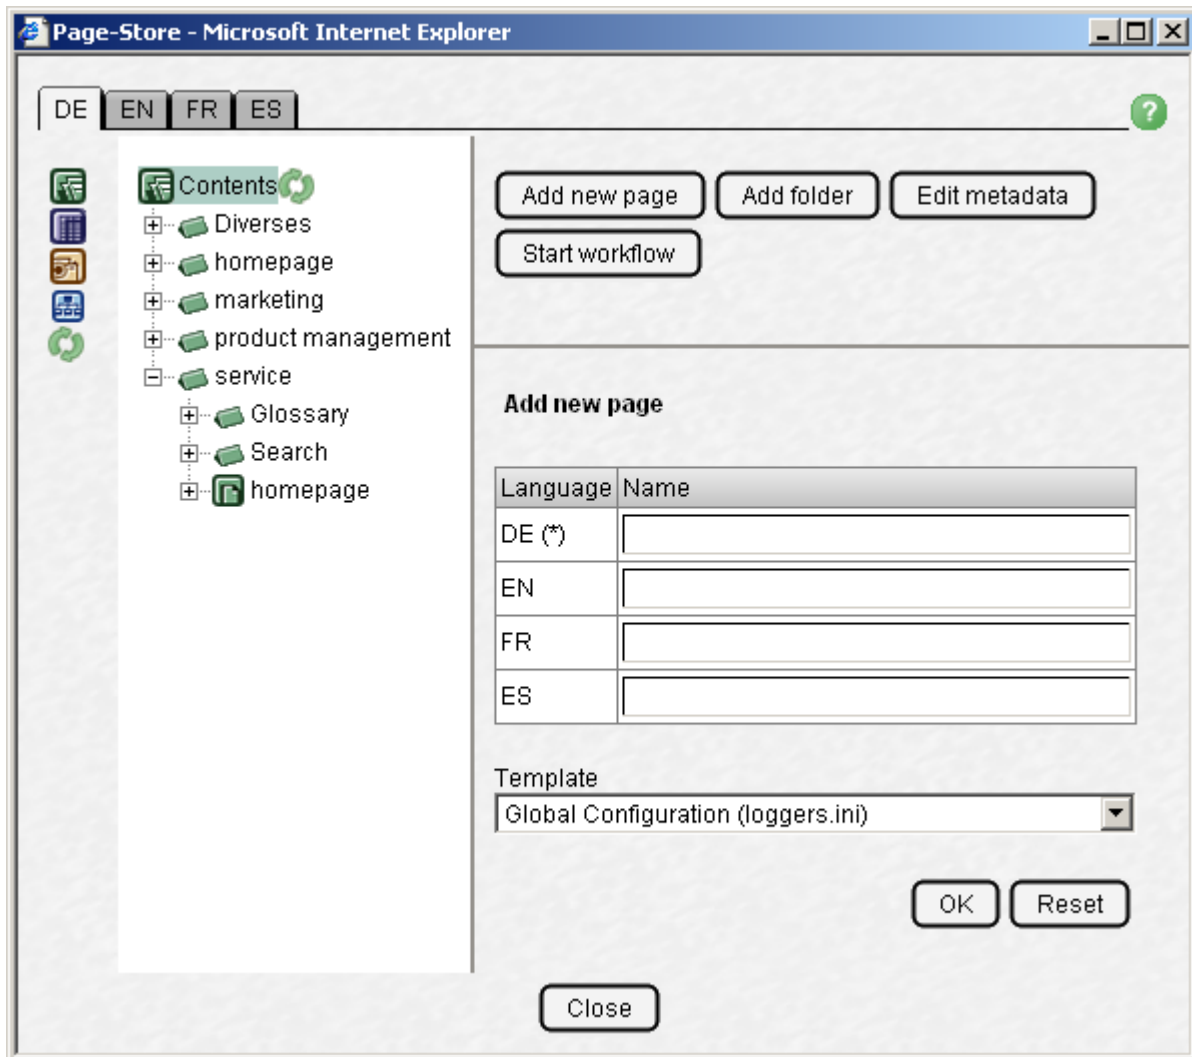 Page-Store - Microsoft Internet Explorer
DE EN FR ES
?
Contents
Diverses
homepage
marketing
product management
service
Glossary
Search
homepage
Add new page Add folder Edit metadata
Start workflow
Add new page
Language Name
DE (*)
EN
FR
ES
Template
Global Configuration (loggers.ini)
OK Reset
Close